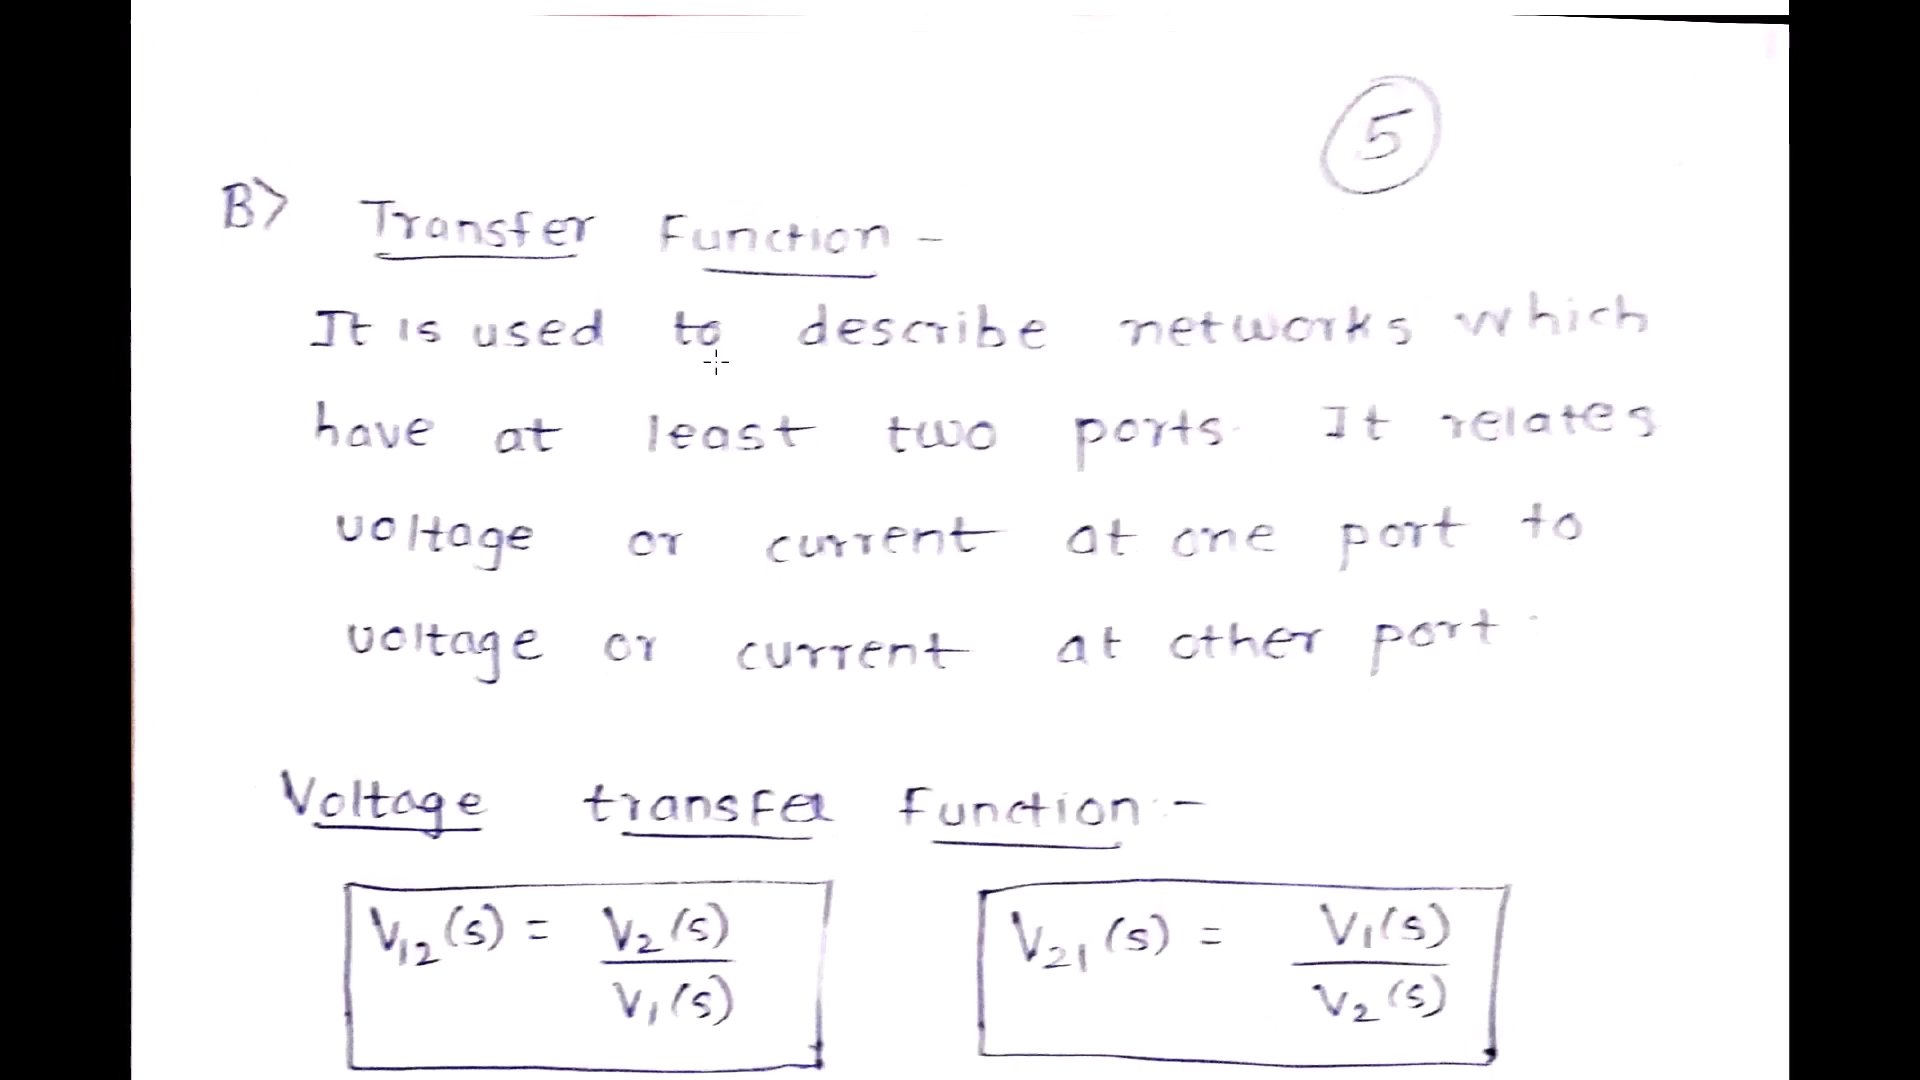 5
B> Transfer Function -
It is used to describe networks which
have at least two ports. It relates
voltage or current at one port to
voltage or current at other port.
Voltage transfer Function :-
V12(s) = V2(s) / V1(s)
V21(s) = V1(s) / V2(s)